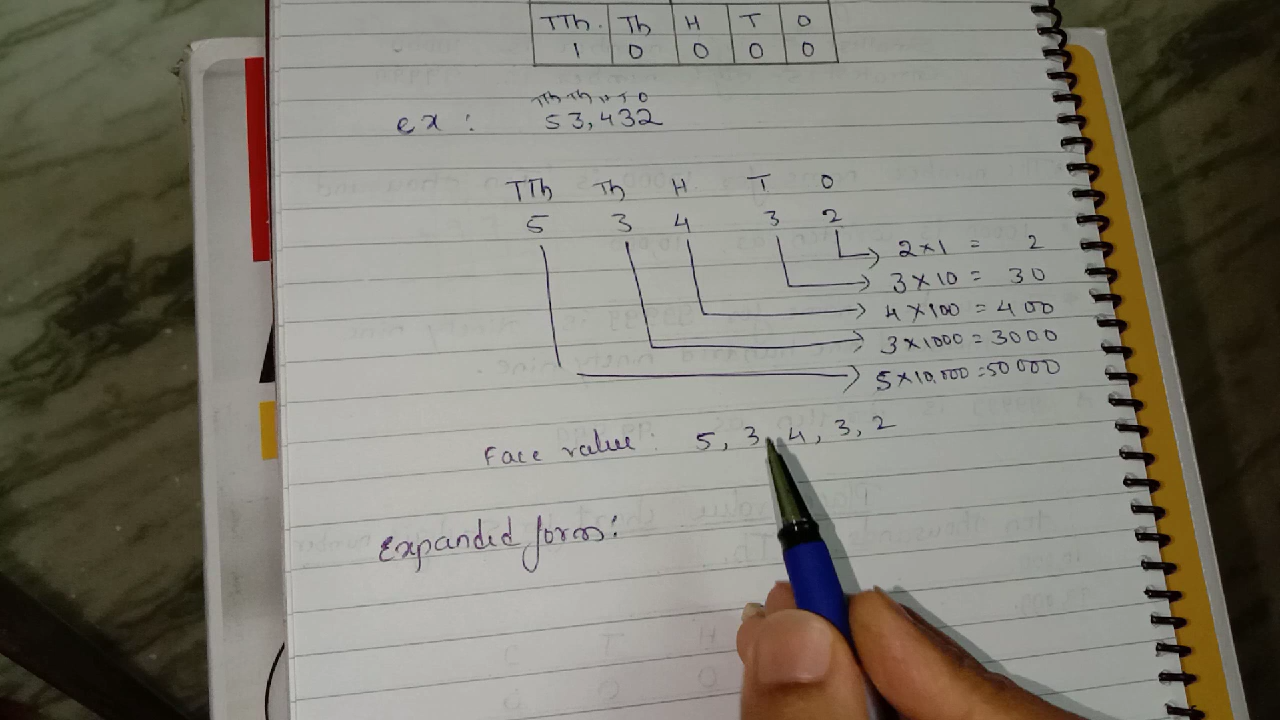 TTh. Th H T O
1 0 0 0 0
TTh Th H T O
ex : 53,432
TTh Th H T O
5 3 4 3 2
2 × 1 = 2
3 × 10 = 30
4 × 100 = 400
3 × 1000 = 3000
5 × 10,000 = 50000
Face value : 5, 3, 4, 3, 2
Expanded form :